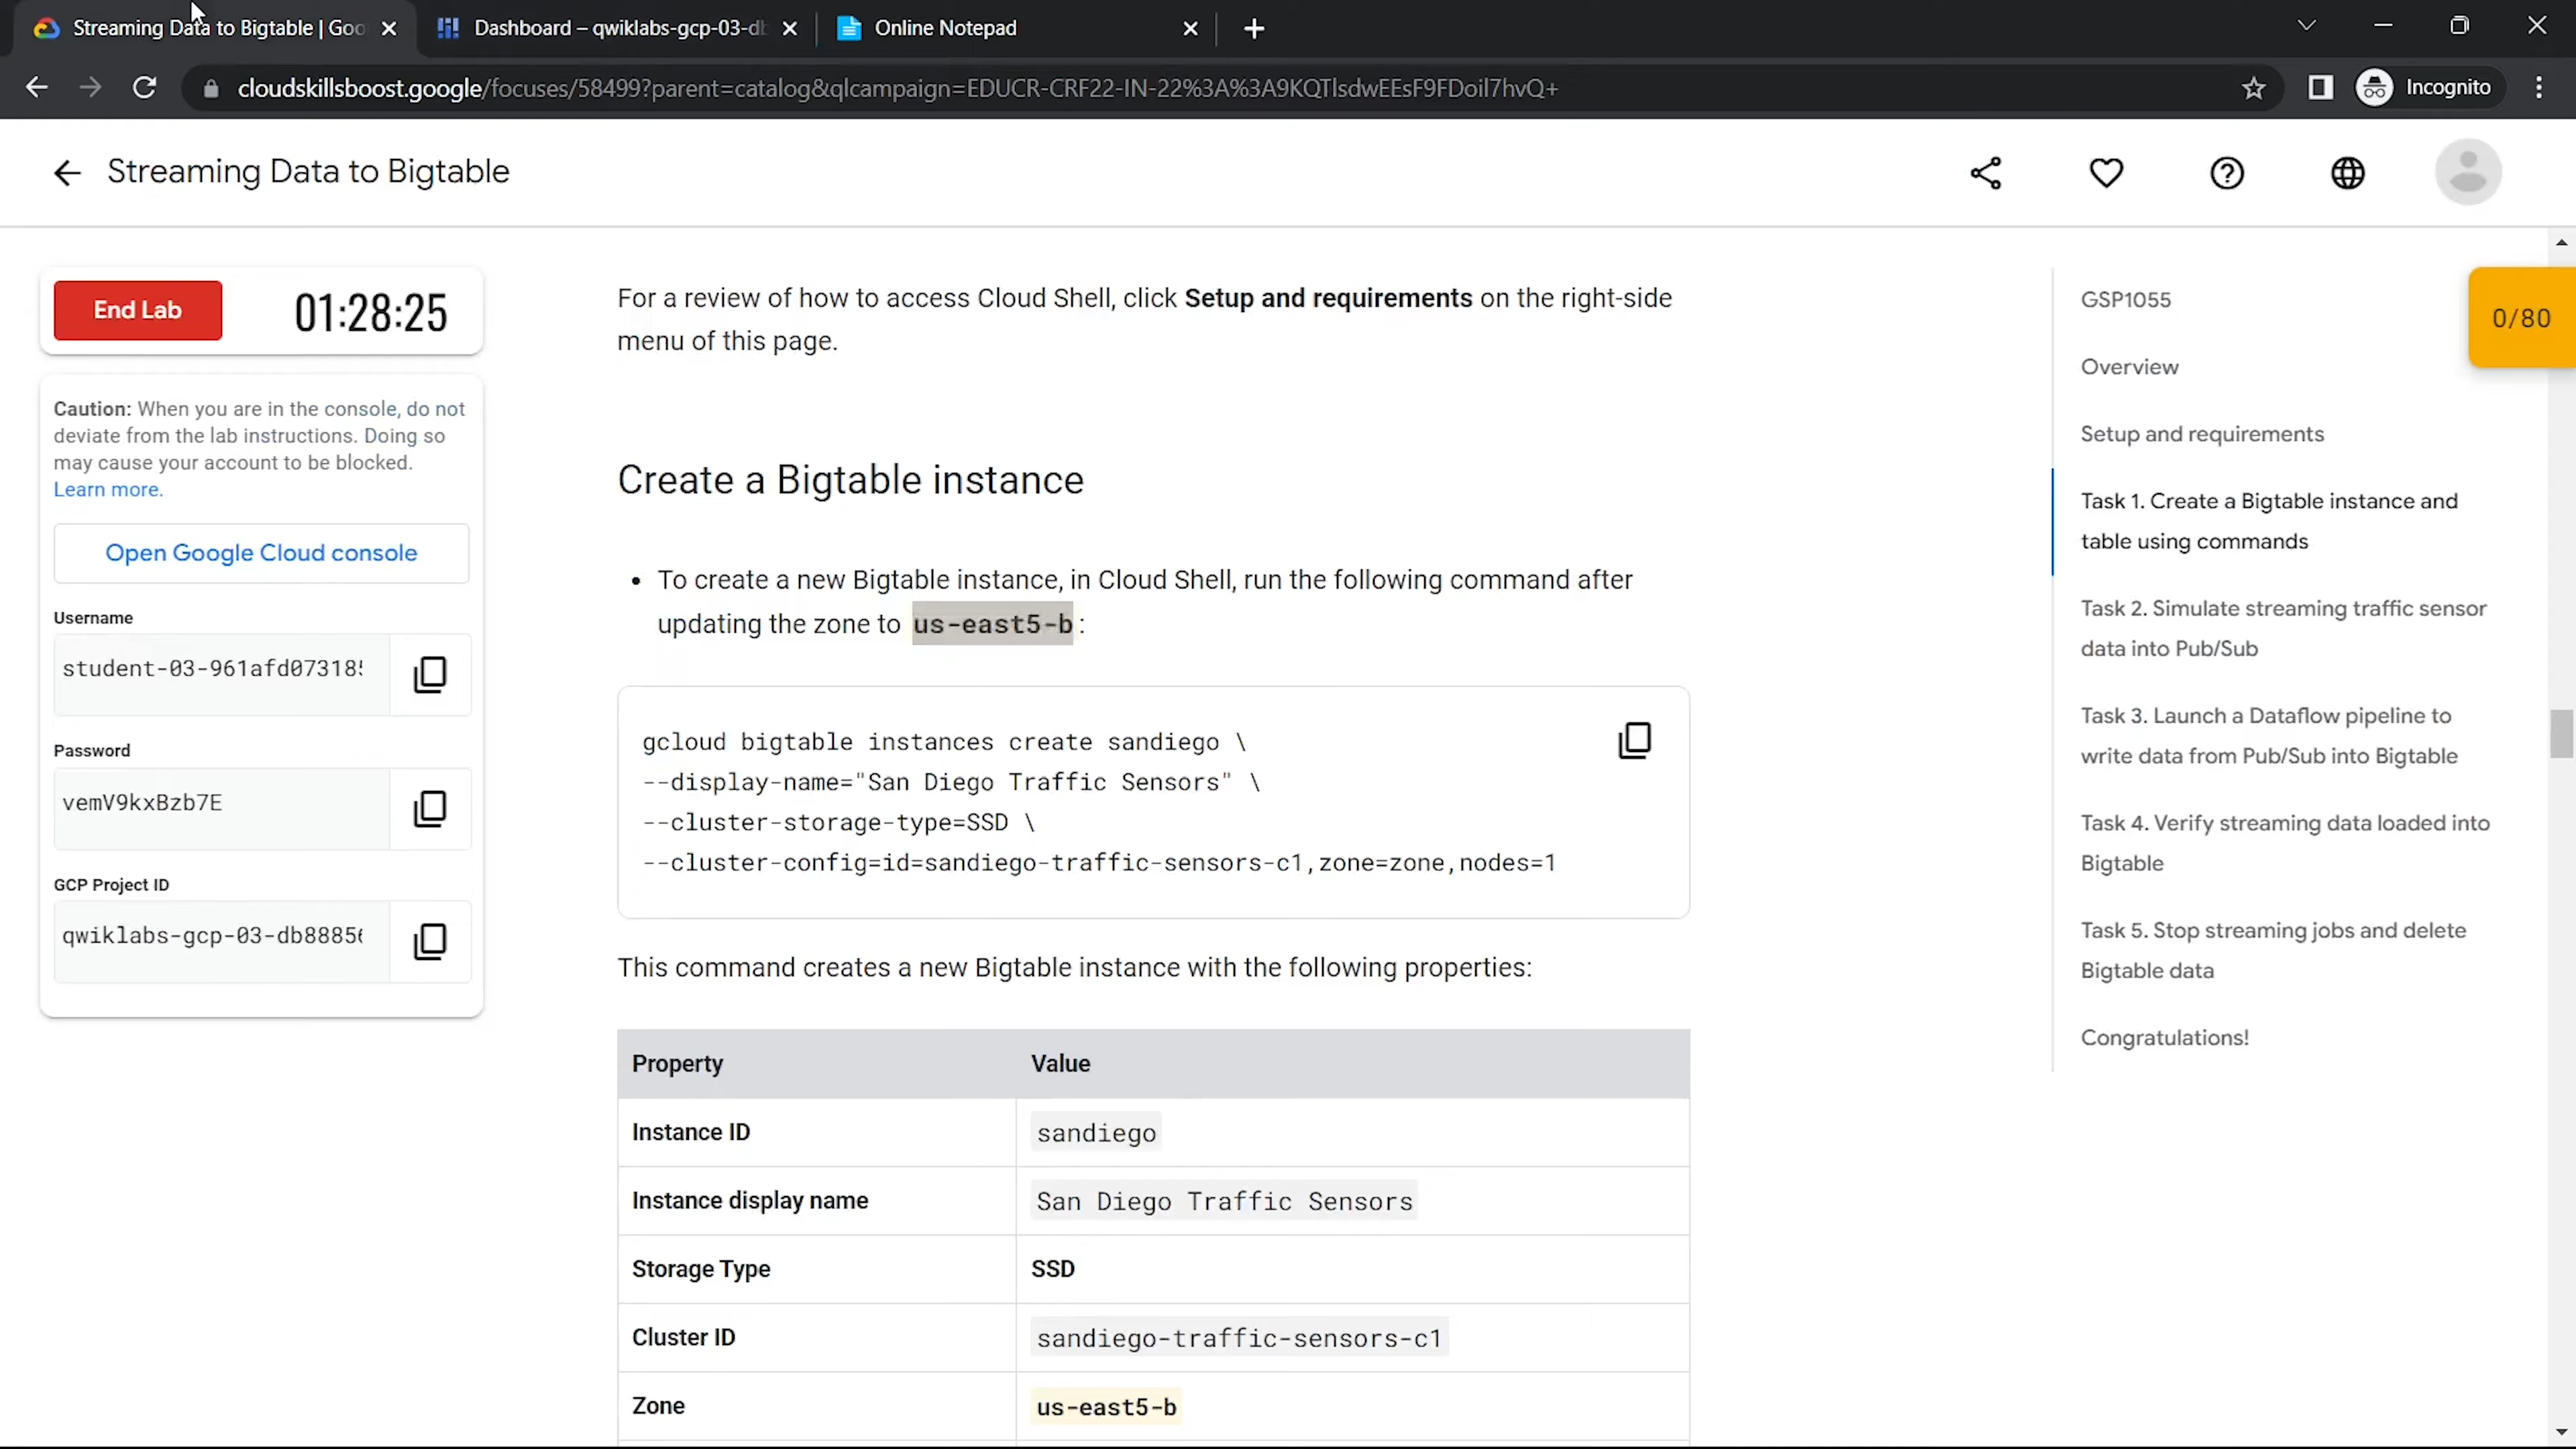 Streaming Data to Bigtable | Goo
Dashboard – qwiklabs-gcp-03-db
Online Notepad
cloudskillsboost.google/focuses/58499?parent=catalog&qlcampaign=EDUCR-CRF22-IN-22%3A%3A9KQTlsdwEEsF9FDoil7hvQ+
Incognito
Streaming Data to Bigtable
End Lab
01:28:25
Caution: When you are in the console, do not
deviate from the lab instructions. Doing so
may cause your account to be blocked.
Learn more.
Open Google Cloud console
Username
student-03-961afd073185
Password
vemV9kxBzb7E
GCP Project ID
qwiklabs-gcp-03-db88856
For a review of how to access Cloud Shell, click Setup and requirements on the right-side
menu of this page.
Create a Bigtable instance
• To create a new Bigtable instance, in Cloud Shell, run the following command after
updating the zone to us-east5-b :
gcloud bigtable instances create sandiego \
--display-name="San Diego Traffic Sensors" \
--cluster-storage-type=SSD \
--cluster-config=id=sandiego-traffic-sensors-c1,zone=zone,nodes=1
This command creates a new Bigtable instance with the following properties:
Property Value
Instance ID sandiego
Instance display name San Diego Traffic Sensors
Storage Type SSD
Cluster ID sandiego-traffic-sensors-c1
Zone us-east5-b
GSP1055
Overview
Setup and requirements
Task 1. Create a Bigtable instance and
table using commands
Task 2. Simulate streaming traffic sensor
data into Pub/Sub
Task 3. Launch a Dataflow pipeline to
write data from Pub/Sub into Bigtable
Task 4. Verify streaming data loaded into
Bigtable
Task 5. Stop streaming jobs and delete
Bigtable data
Congratulations!
0/80